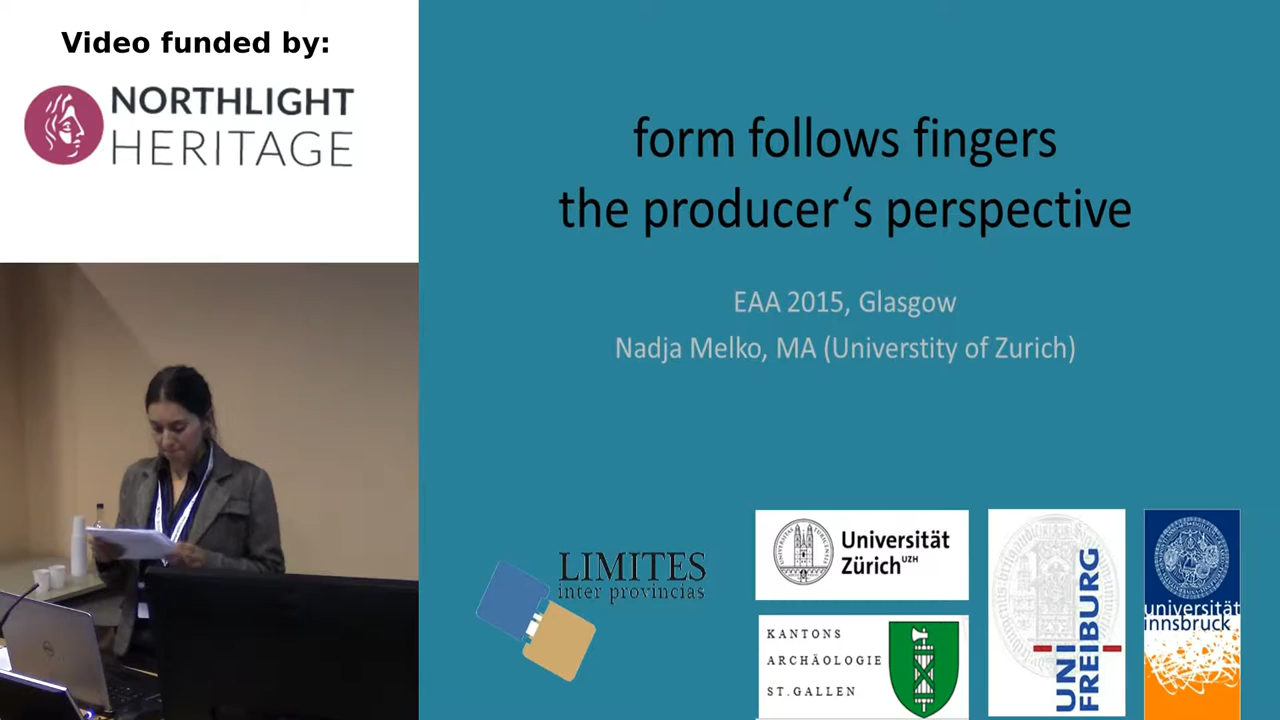 Video funded by:
NORTHLIGHT
HERITAGE
form follows fingers
the producer‘s perspective
EAA 2015, Glasgow
Nadja Melko, MA (Universtity of Zurich)
LIMITES
inter provincias
Universität
Zürich UZH
KANTONS
ARCHÄOLOGIE
ST.GALLEN
UNI
FREIBURG
universität
innsbruck